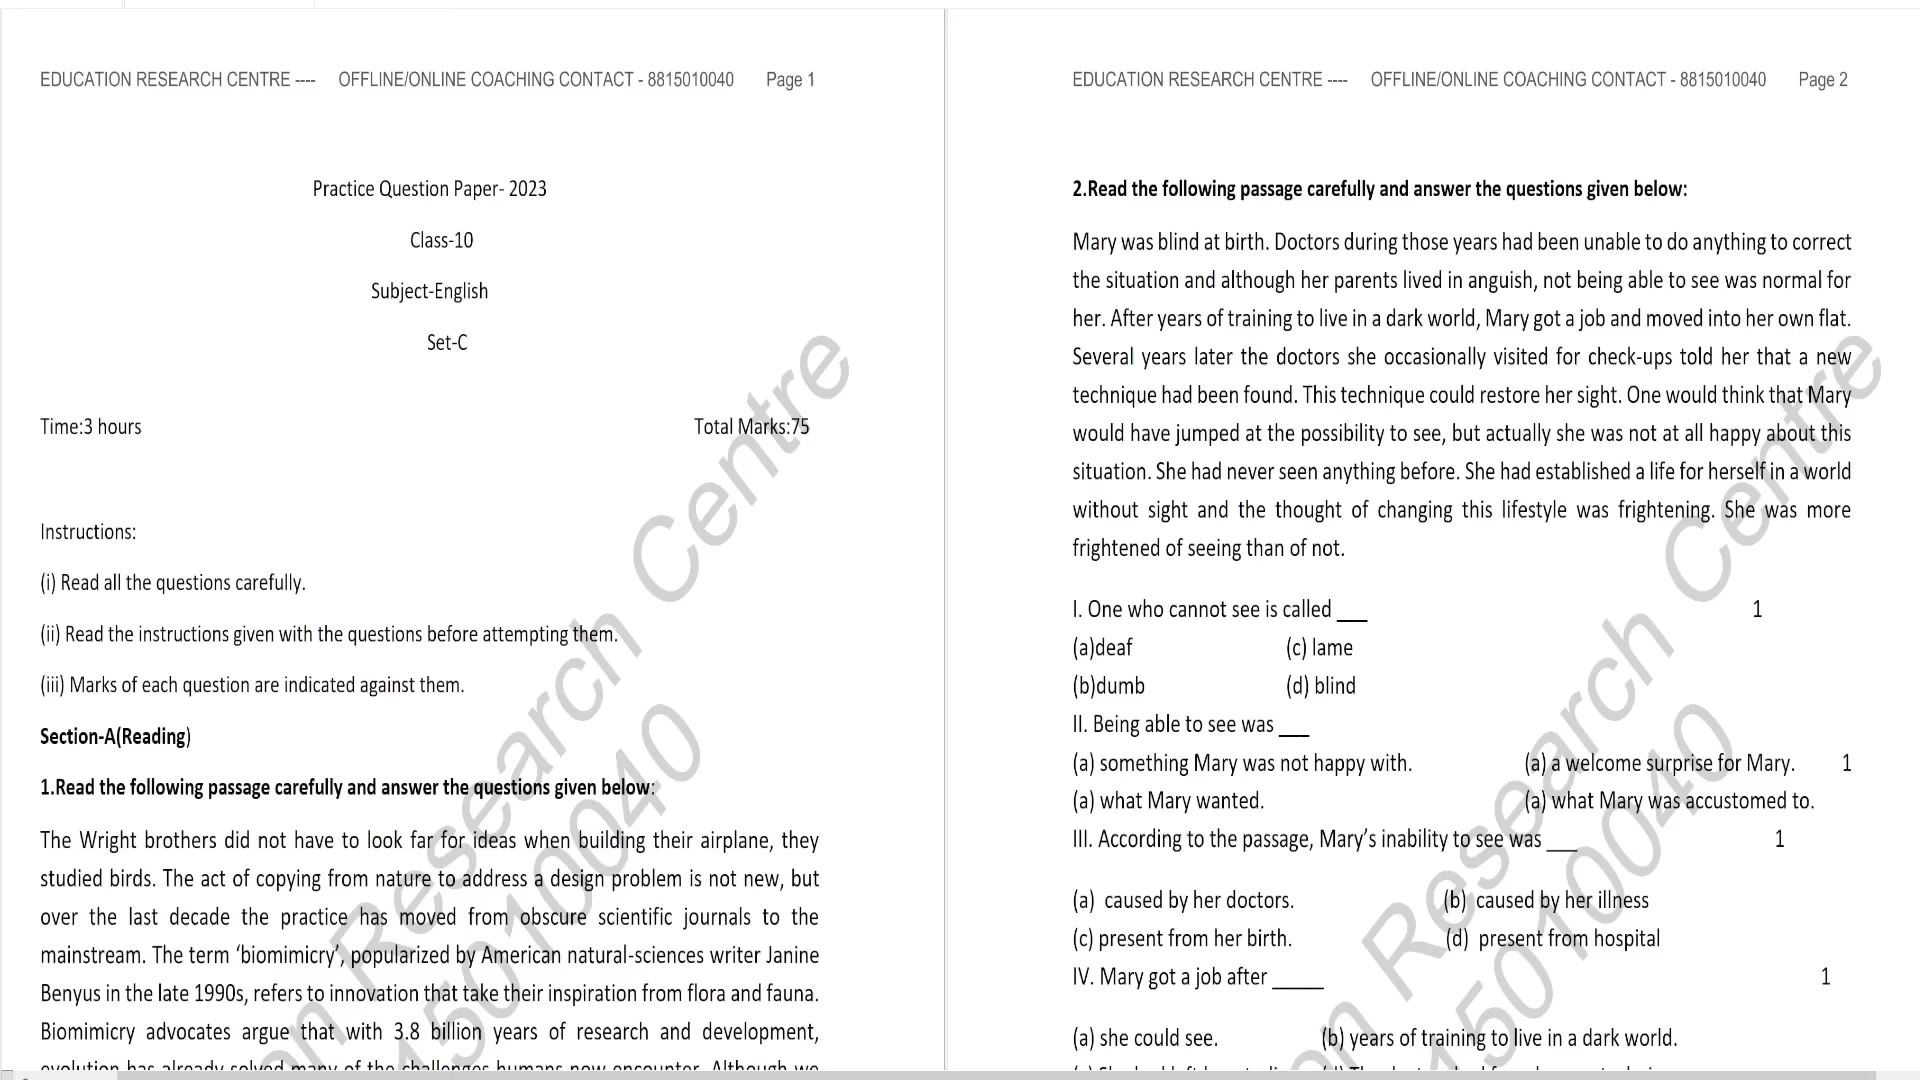 EDUCATION RESEARCH CENTRE ---- OFFLINE/ONLINE COACHING CONTACT - 8815010040 Page 1
Practice Question Paper- 2023
Class-10
Subject-English
Set-C
Time:3 hours Total Marks:75
Instructions:
(i) Read all the questions carefully.
(ii) Read the instructions given with the questions before attempting them.
(iii) Marks of each question are indicated against them.
Section-A(Reading)
1.Read the following passage carefully and answer the questions given below:
The Wright brothers did not have to look far for ideas when building their airplane, they
studied birds. The act of copying from nature to address a design problem is not new, but
over the last decade the practice has moved from obscure scientific journals to the
mainstream. The term ‘biomimicry’, popularized by American natural-sciences writer Janine
Benyus in the late 1990s, refers to innovation that take their inspiration from flora and fauna.
Biomimicry advocates argue that with 3.8 billion years of research and development,
evolution has already solved many of the challenges humans now encounter. Although we
Research Centre
15010040
EDUCATION RESEARCH CENTRE ---- OFFLINE/ONLINE COACHING CONTACT - 8815010040 Page 2
2.Read the following passage carefully and answer the questions given below:
Mary was blind at birth. Doctors during those years had been unable to do anything to correct
the situation and although her parents lived in anguish, not being able to see was normal for
her. After years of training to live in a dark world, Mary got a job and moved into her own flat.
Several years later the doctors she occasionally visited for check-ups told her that a new
technique had been found. This technique could restore her sight. One would think that Mary
would have jumped at the possibility to see, but actually she was not at all happy about this
situation. She had never seen anything before. She had established a life for herself in a world
without sight and the thought of changing this lifestyle was frightening. She was more
frightened of seeing than of not.
I. One who cannot see is called ___ 1
(a)deaf (c) lame
(b)dumb (d) blind
II. Being able to see was ___
(a) something Mary was not happy with. (a) a welcome surprise for Mary. 1
(a) what Mary wanted. (a) what Mary was accustomed to.
III. According to the passage, Mary’s inability to see was ___ 1
(a) caused by her doctors. (b) caused by her illness
(c) present from her birth. (d) present from hospital
IV. Mary got a job after _____ 1
(a) she could see. (b) years of training to live in a dark world.
Research Centre
15010040